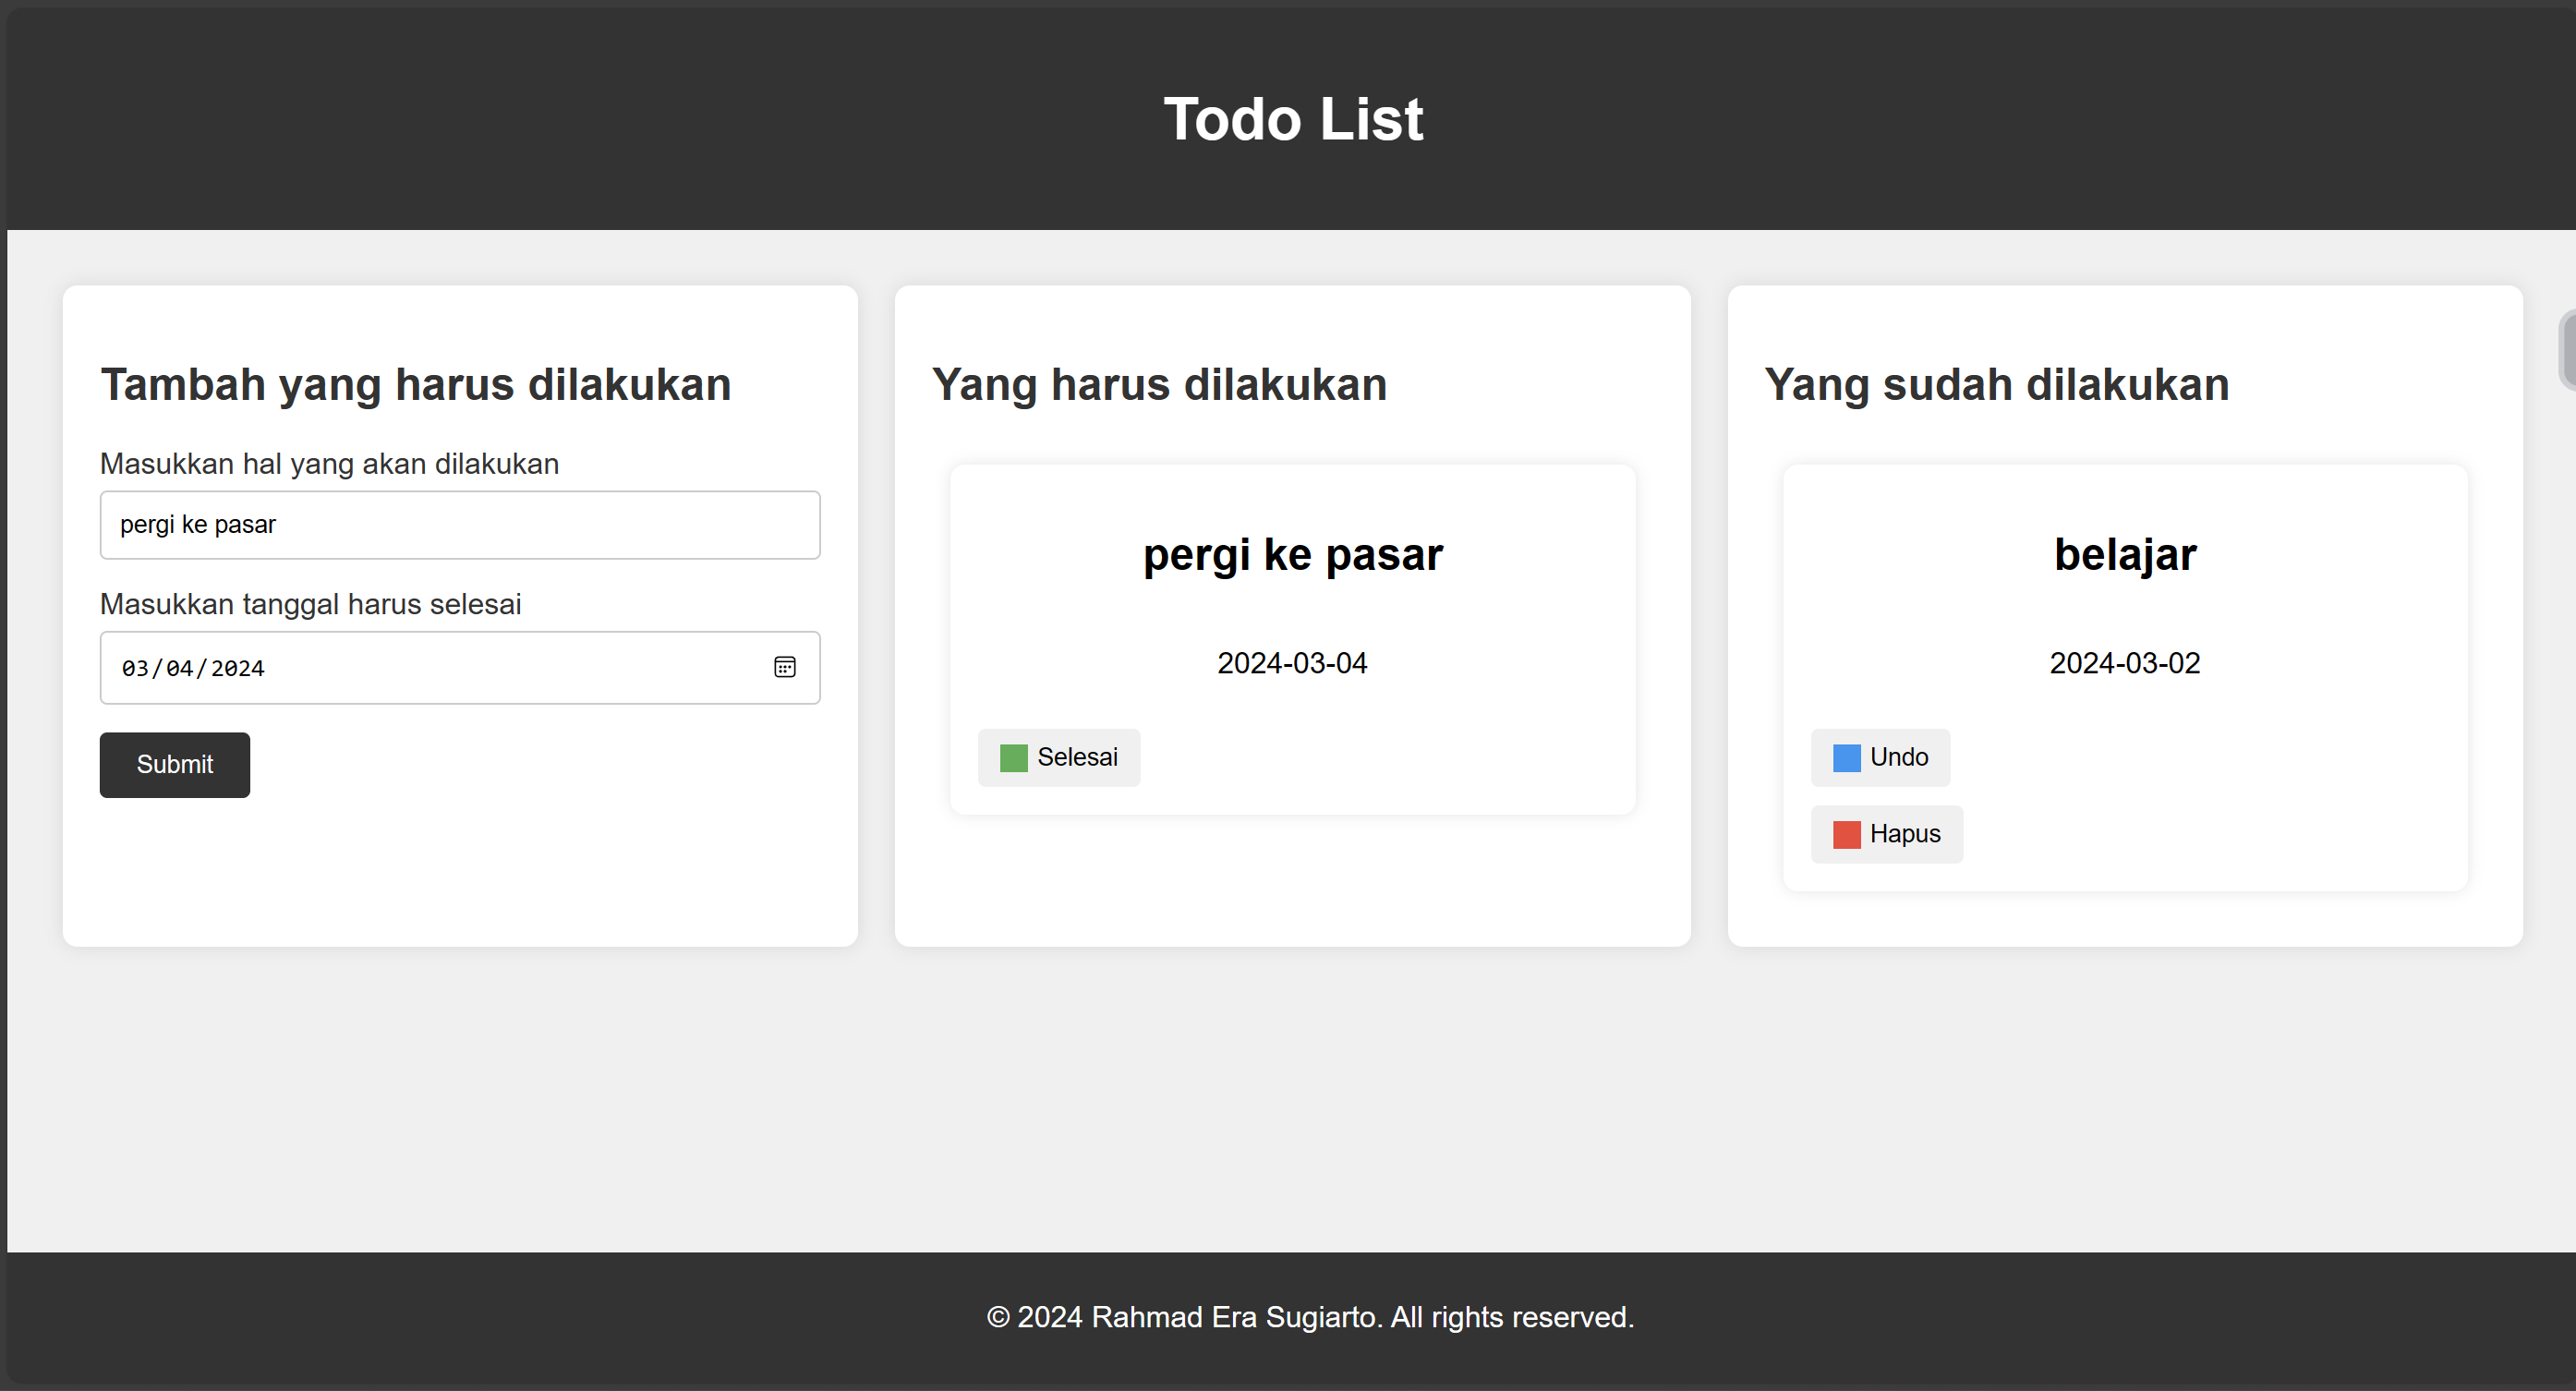 Todo List
Tambah yang harus dilakukan
Masukkan hal yang akan dilakukan
pergi ke pasar
Masukkan tanggal harus selesai
03/04/2024
Submit
Yang harus dilakukan
pergi ke pasar
2024-03-04
Selesai
Yang sudah dilakukan
belajar
2024-03-02
Undo
Hapus
© 2024 Rahmad Era Sugiarto. All rights reserved.